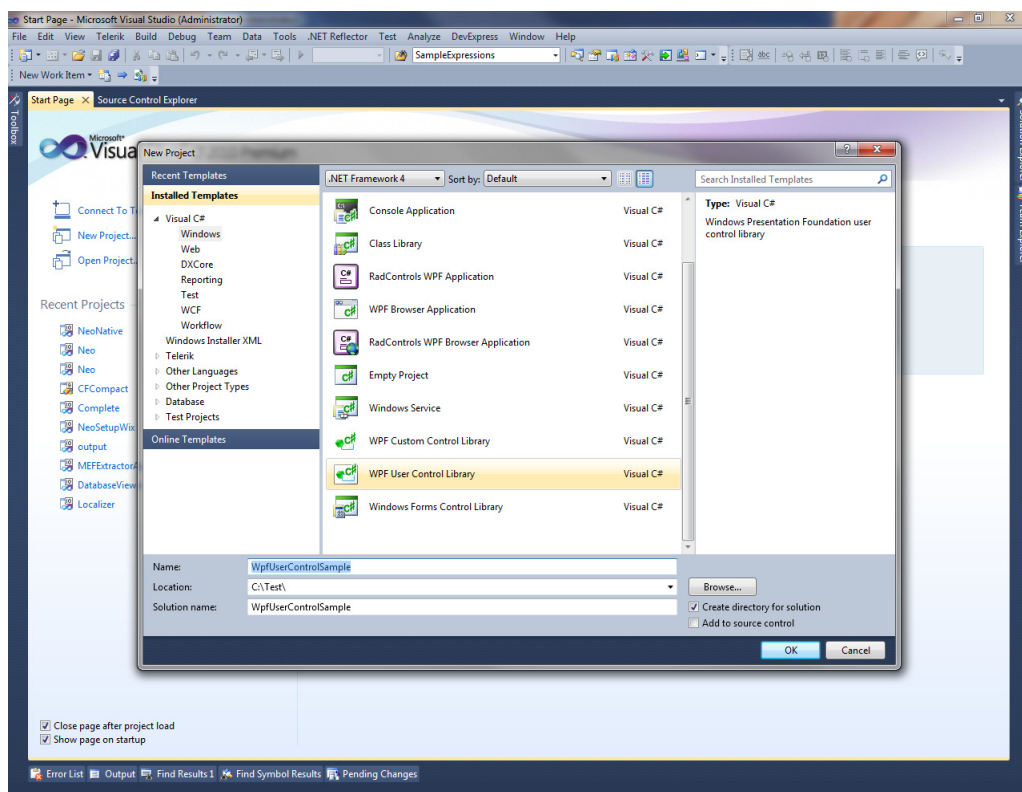 Start Page - Microsoft Visual Studio (Administrator)
File Edit View Telerik Build Debug Team Data Tools .NET Reflector Test Analyze DevExpress Window Help
SampleExpressions
New Work Item
Start Page Source Control Explorer
Toolbox
Microsoft
Visua
New Project
Recent Templates
.NET Framework 4 Sort by: Default
Search Installed Templates
Installed Templates
Visual C#
Windows
Web
DXCore
Reporting
Test
WCF
Workflow
Windows Installer XML
Telerik
Other Languages
Other Project Types
Database
Test Projects
Online Templates
Console Application Visual C#
Class Library Visual C#
RadControls WPF Application Visual C#
WPF Browser Application Visual C#
RadControls WPF Browser Application Visual C#
Empty Project Visual C#
Windows Service Visual C#
WPF Custom Control Library Visual C#
WPF User Control Library Visual C#
Windows Forms Control Library Visual C#
Type: Visual C#
Windows Presentation Foundation user
control library
Name: WpfUserControlSample
Location: C:\Test\
Browse...
Solution name: WpfUserControlSample
Create directory for solution
Add to source control
OK Cancel
Connect To T
New Project...
Open Project.
Recent Projects
NeoNative
Neo
Neo
CFCompact
Complete
NeoSetupWix
output
MEFExtractor
DatabaseView
Localizer
Close page after project load
Show page on startup
Error List Output Find Results 1 Find Symbol Results Pending Changes